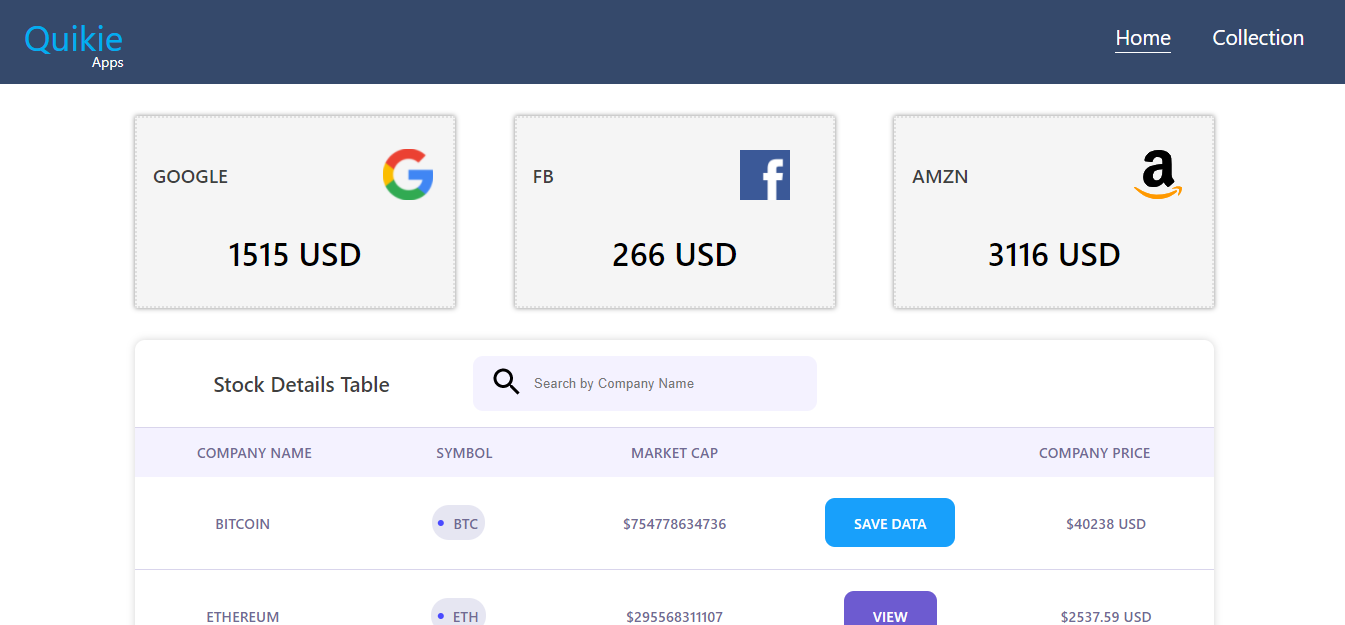 Quikie
Apps
Home Collection
GOOGLE
1515 USD
FB
266 USD
AMZN
3116 USD
Stock Details Table
Search by Company Name
COMPANY NAME SYMBOL MARKET CAP COMPANY PRICE
BITCOIN BTC $754778634736 SAVE DATA $40238 USD
ETHEREUM ETH $295568311107 VIEW $2537.59 USD